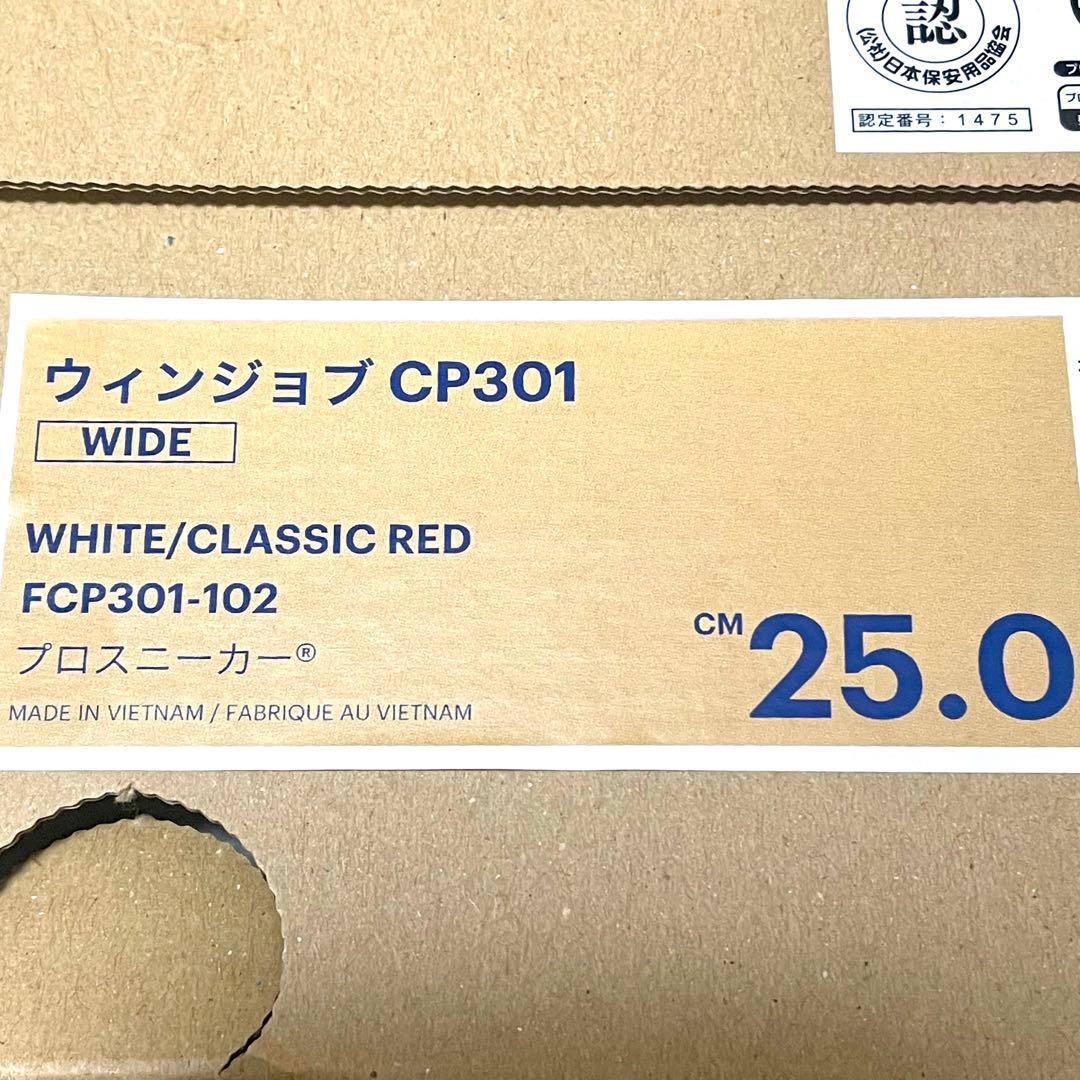 認
(公社)日本保安用品協会
認定番号：1475
ウィンジョブ CP301
WIDE
WHITE/CLASSIC RED
FCP301-102
プロスニーカー®
MADE IN VIETNAM / FABRIQUE AU VIETNAM
CM 25.0